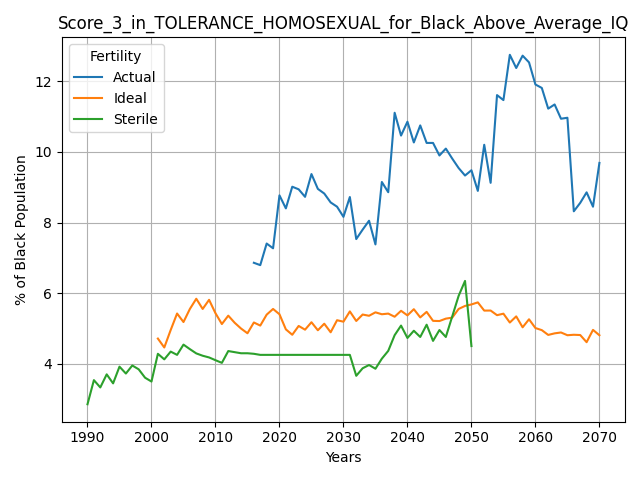 Score_3_in_TOLERANCE_HOMOSEXUAL_for_Black_Above_Average_IQ
Fertility
Actual
Ideal
Sterile
% of Black Population
12
10
8
6
4
1990 2000 2010 2020 2030 2040 2050 2060 2070
Years